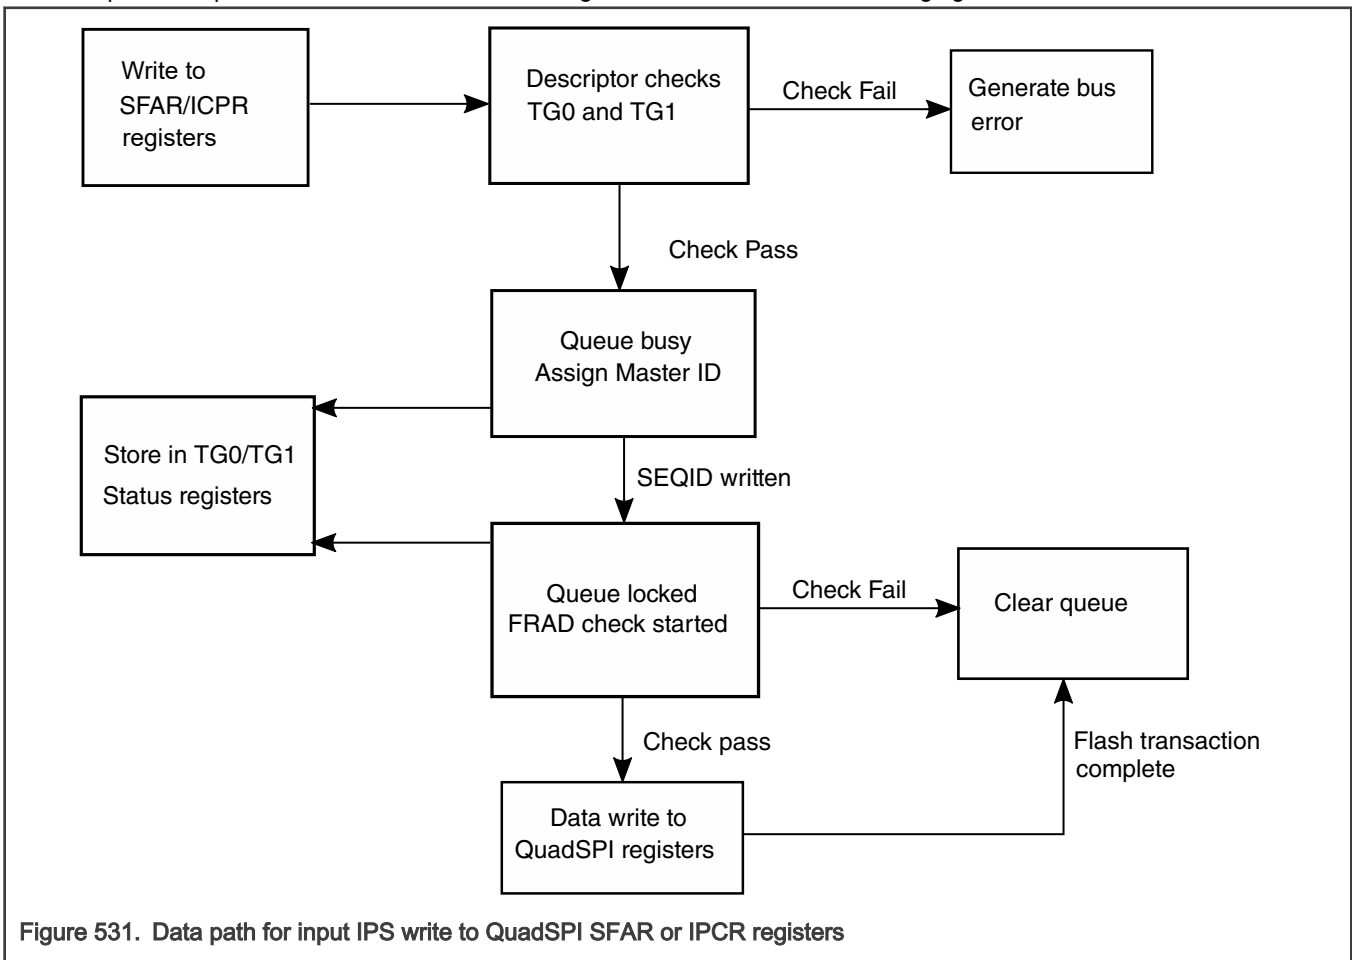 Write to
SFAR/ICPR
registers
Descriptor checks
TG0 and TG1
Check Fail
Generate bus
error
Check Pass
Queue busy
Assign Master ID
Store in TG0/TG1
Status registers
SEQID written
Queue locked
FRAD check started
Check Fail
Clear queue
Check pass
Flash transaction
complete
Data write to
QuadSPI registers
Figure 531. Data path for input IPS write to QuadSPI SFAR or IPCR registers